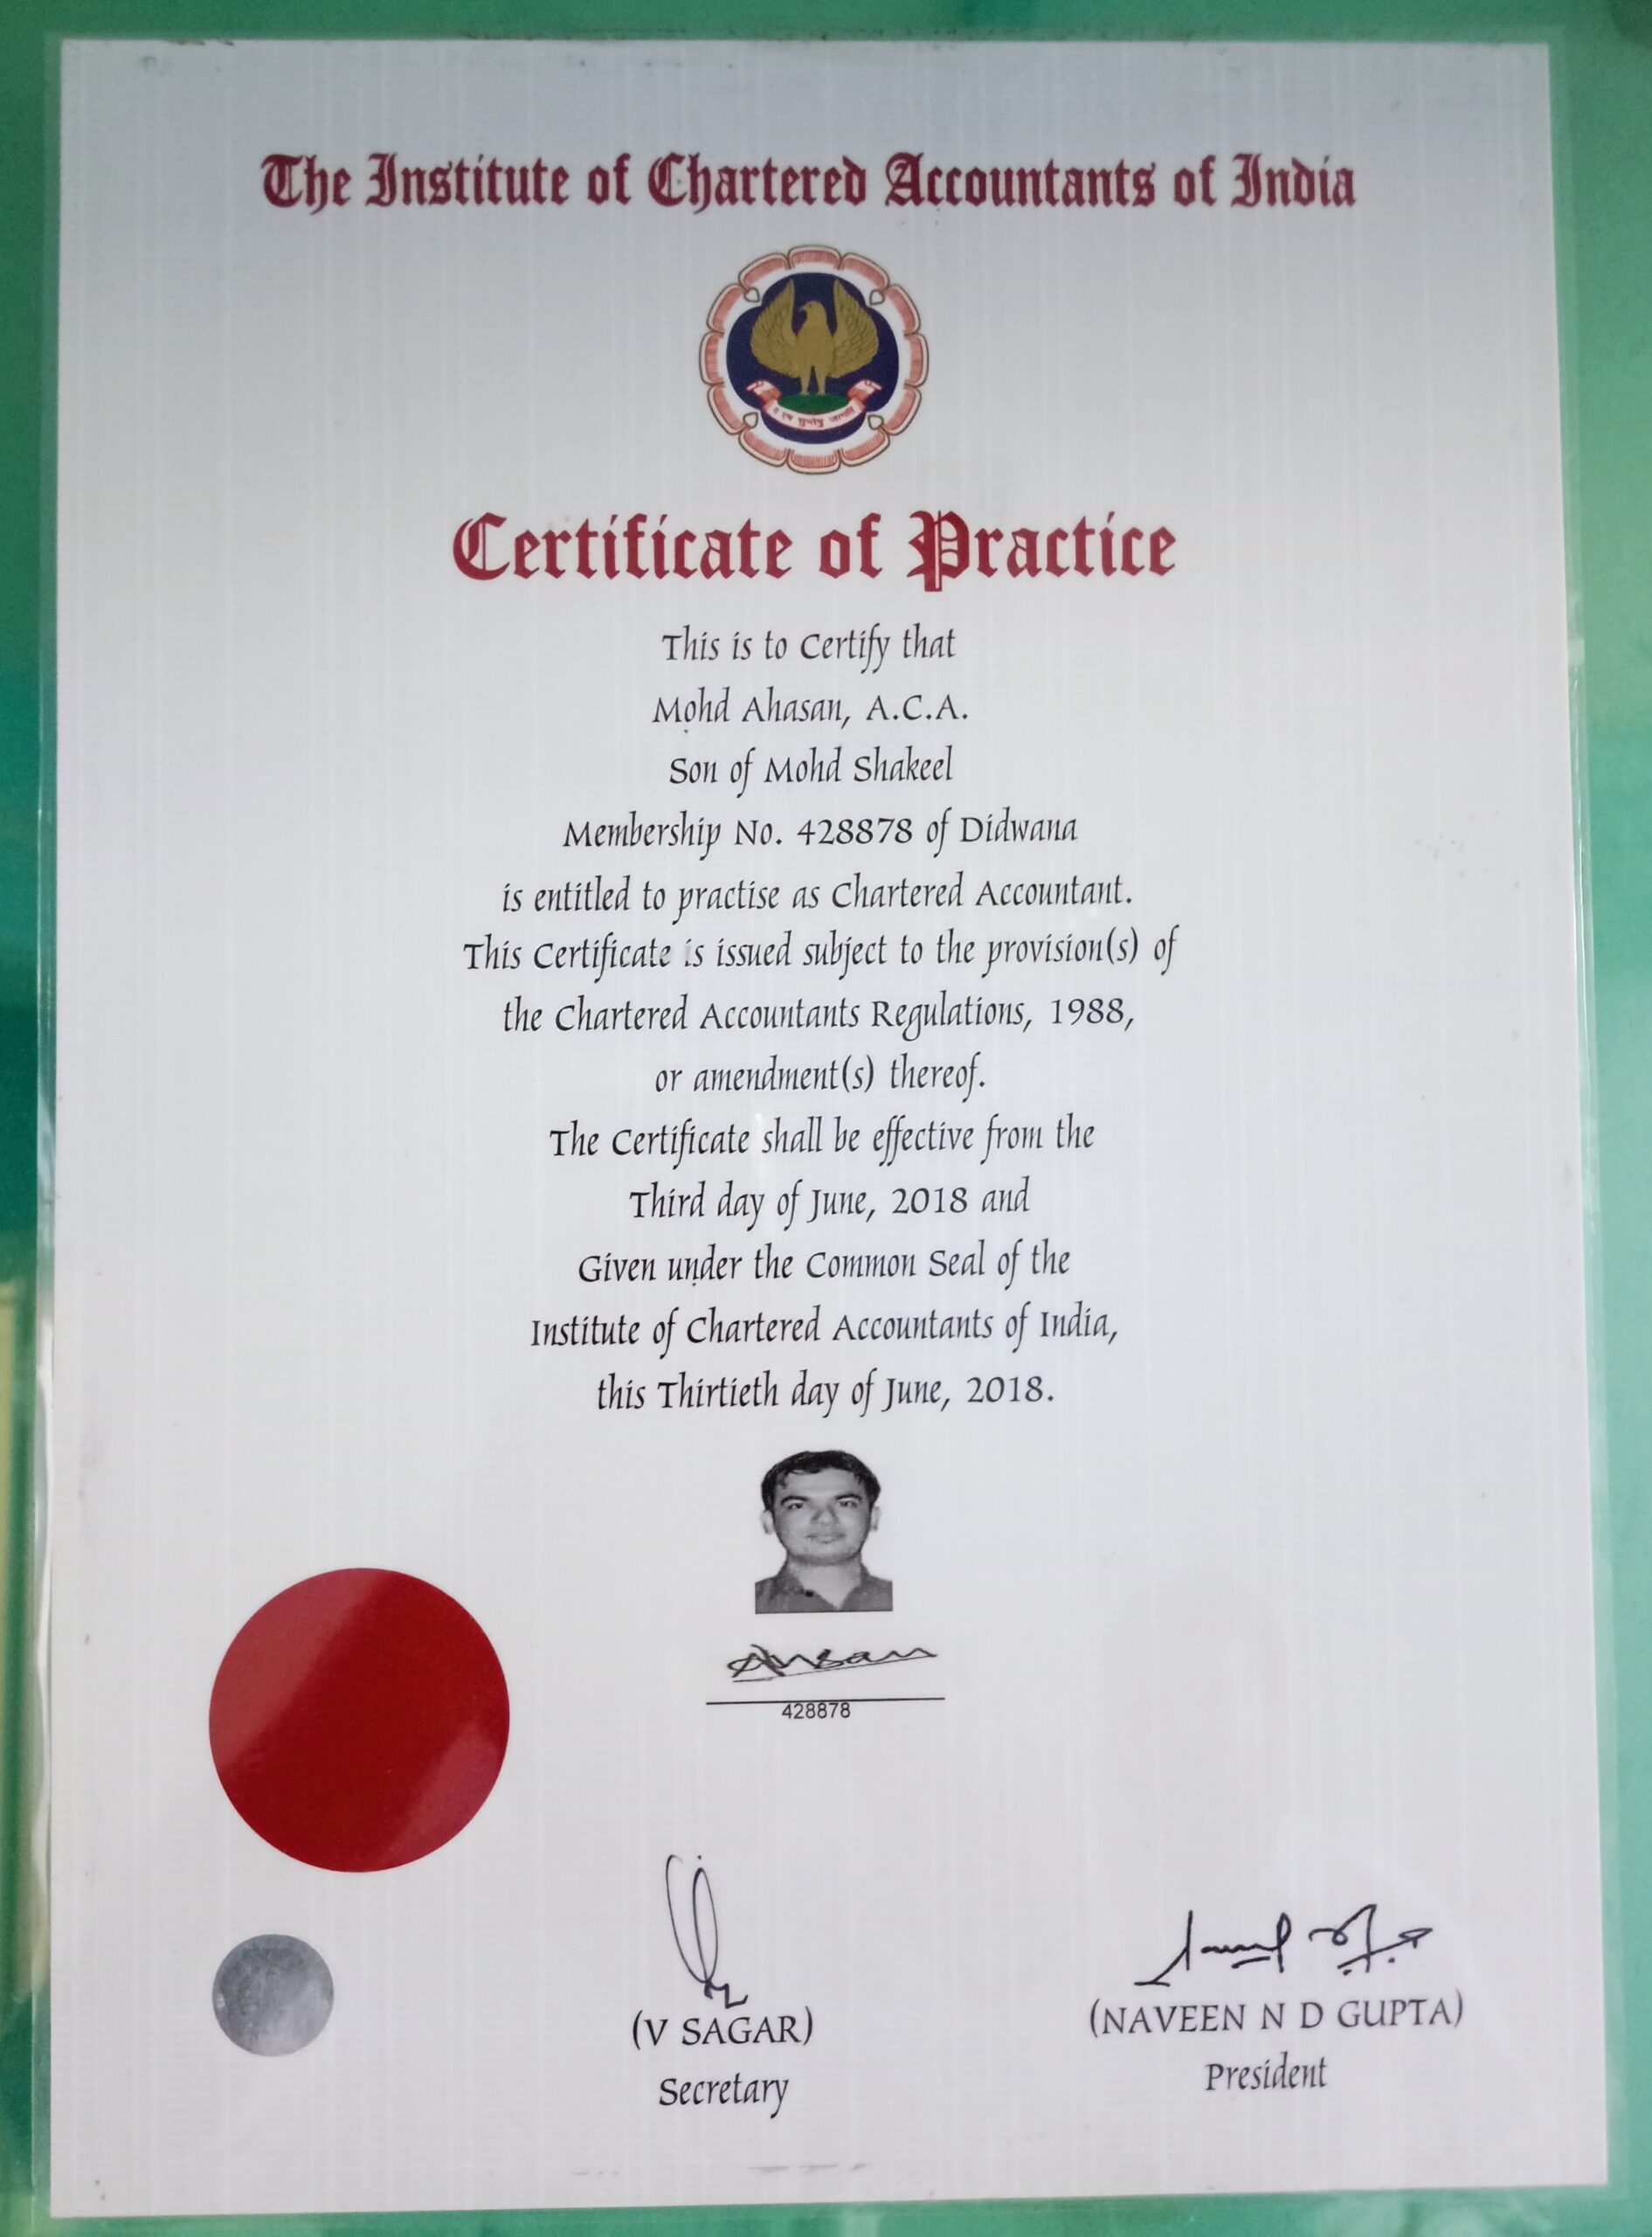 The Institute of Chartered Accountants of India
य एष सुप्तेषु जागर्ति
Certificate of Practice
This is to Certify that
Mohd Ahasan, A.C.A.
Son of Mohd Shakeel
Membership No. 428878 of Didwana
is entitled to practise as Chartered Accountant.
This Certificate is issued subject to the provision(s) of
the Chartered Accountants Regulations, 1988,
or amendment(s) thereof.
The Certificate shall be effective from the
Third day of June, 2018 and
Given under the Common Seal of the
Institute of Chartered Accountants of India,
this Thirtieth day of June, 2018.
Ahsan
428878
(V SAGAR)
Secretary
(NAVEEN N D GUPTA)
President